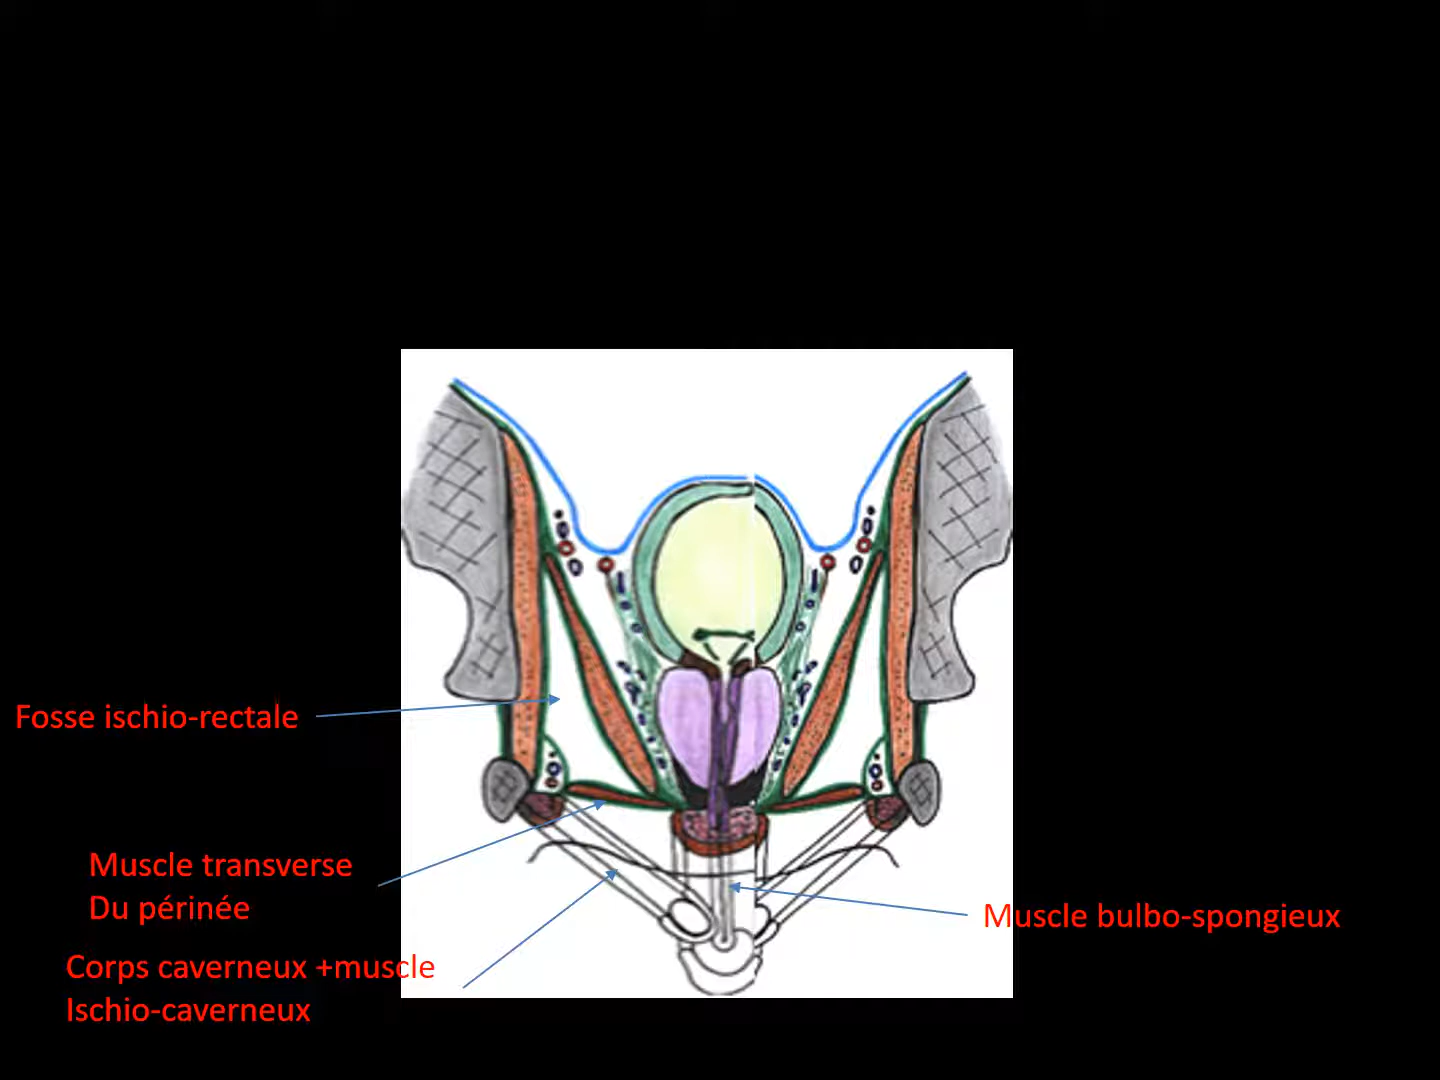 Fosse ischio-rectale
Muscle transverse
Du périnée
Muscle bulbo-spongieux
Corps caverneux +muscle
Ischio-caverneux